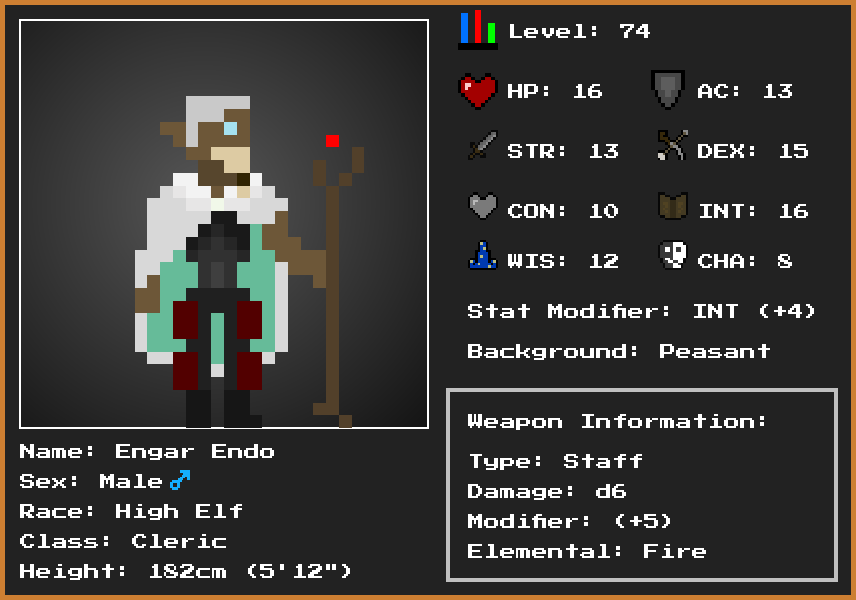 Level: 74
HP: 16 AC: 13
STR: 13 DEX: 15
CON: 10 INT: 16
WIS: 12 CHA: 8
Stat Modifier: INT (+4)
Background: Peasant
Weapon Information:
Type: Staff
Damage: d6
Modifier: (+5)
Elemental: Fire
Name: Engar Endo
Sex: Male ♂
Race: High Elf
Class: Cleric
Height: 182cm (5'12")